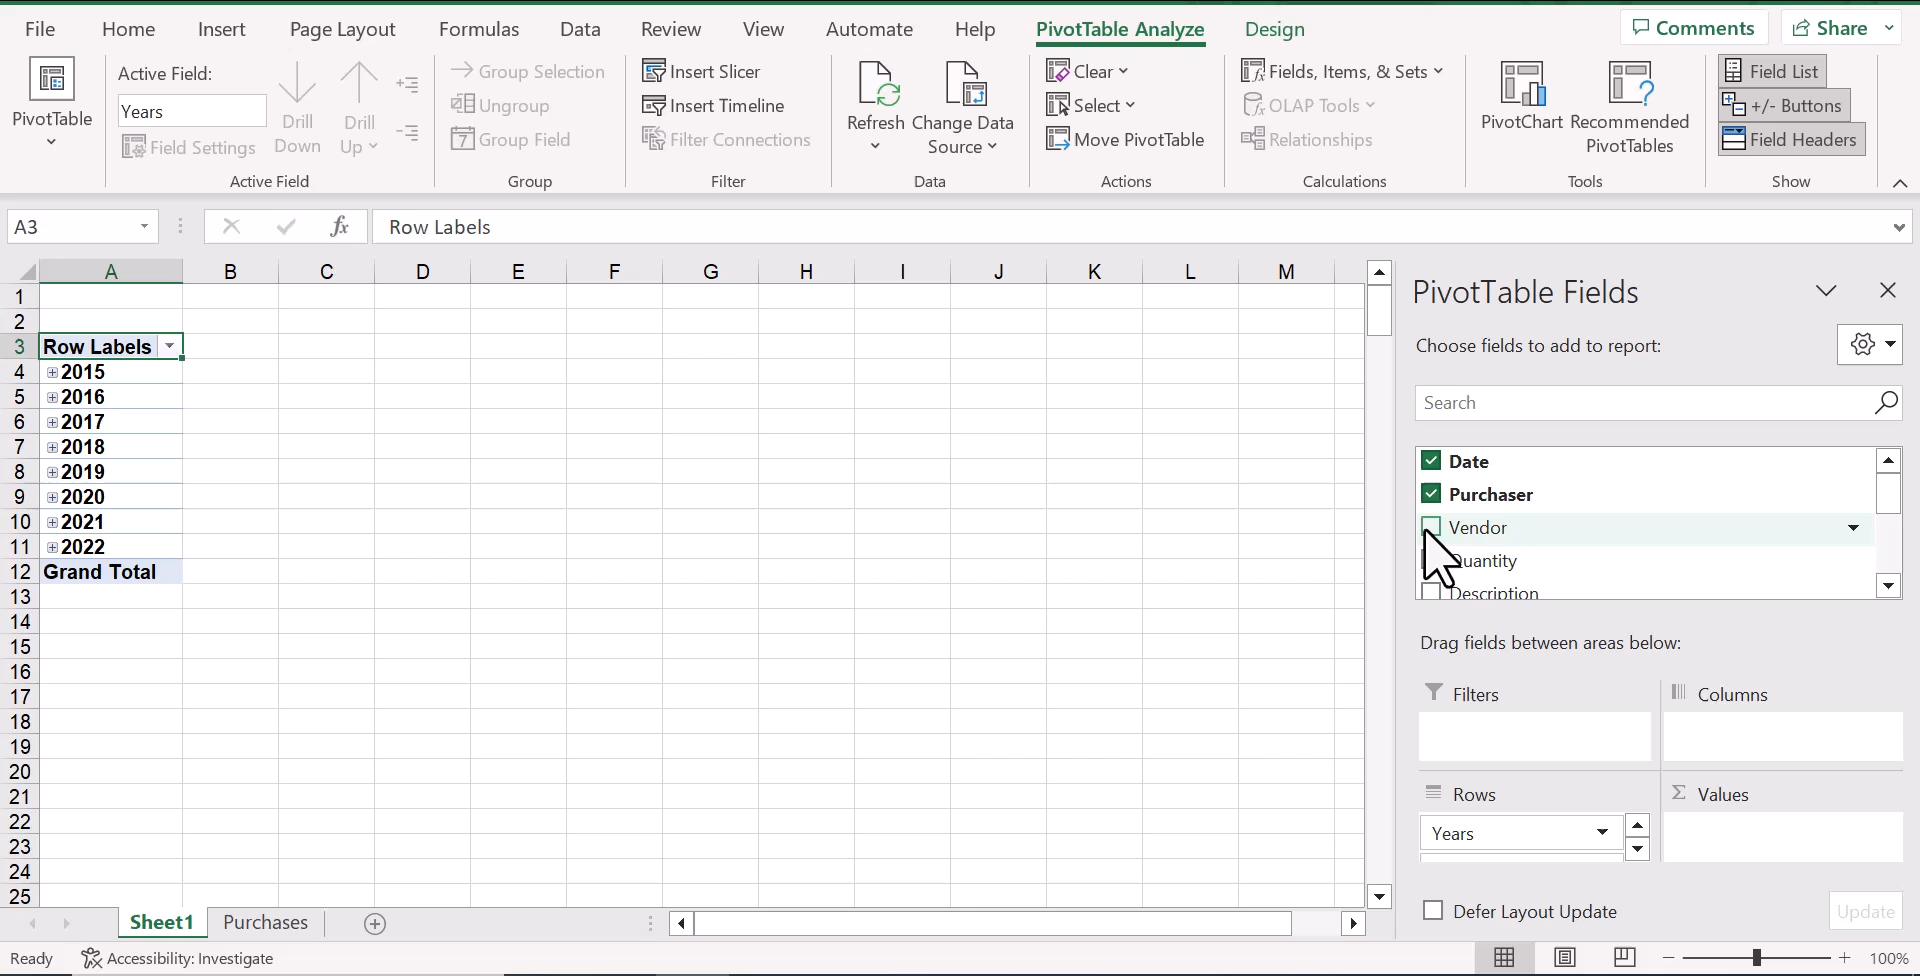 File Home Insert Page Layout Formulas Data Review View Automate Help PivotTable Analyze Design Comments Share
PivotTable
Active Field:
Years
Field Settings
Drill Down
Drill Up
Active Field
Group Selection
Ungroup
Group Field
Group
Insert Slicer
Insert Timeline
Filter Connections
Filter
Refresh
Change Data Source
Data
Clear
Select
Move PivotTable
Actions
Fields, Items, & Sets
OLAP Tools
Relationships
Calculations
PivotChart
Recommended PivotTables
Tools
Field List
+/- Buttons
Field Headers
Show
A3 fx Row Labels
A B C D E F G H I J K L M
1
2
3 Row Labels
4 2015
5 2016
6 2017
7 2018
8 2019
9 2020
10 2021
11 2022
12 Grand Total
13
14
15
16
17
18
19
20
21
22
23
24
25
PivotTable Fields
Choose fields to add to report:
Search
Date
Purchaser
Vendor
Quantity
Description
Drag fields between areas below:
Filters
Columns
Rows
Values
Years
Defer Layout Update
Update
Sheet1 Purchases
Ready Accessibility: Investigate 100%